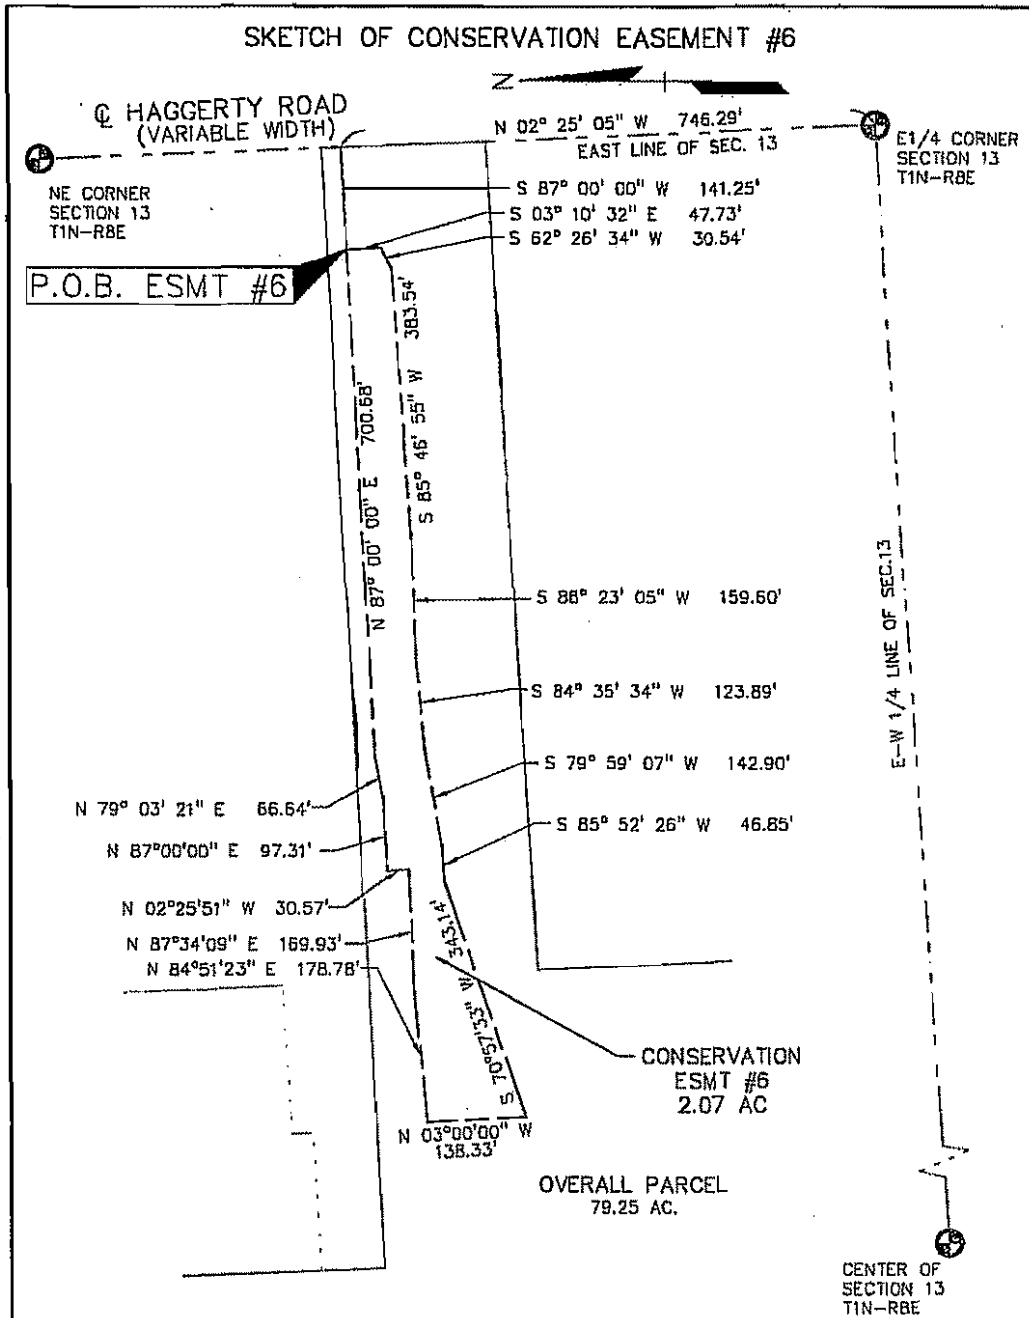 SKETCH OF CONSERVATION EASEMENT #6
Z
℄ HAGGERTY ROAD
(VARIABLE WIDTH)
N 02° 25' 05" W 746.29'
EAST LINE OF SEC. 13
E1/4 CORNER
SECTION 13
T1N-R8E
NE CORNER
SECTION 13
T1N-R8E
S 87° 00' 00" W 141.25'
S 03° 10' 32" E 47.73'
S 62° 26' 34" W 30.54'
P.O.B. ESMT #6
S 85° 46' 55" W 383.54'
N 87° 00' 00" E 700.68'
S 86° 23' 05" W 159.60'
E-W 1/4 LINE OF SEC.13
S 84° 35' 34" W 123.89'
S 79° 59' 07" W 142.90'
N 79° 03' 21" E 66.64'
S 85° 52' 26" W 46.85'
N 87°00'00" E 97.31'
N 02°25'51" W 30.57'
N 87°34'09" E 169.93'
N 84°51'23" E 178.78'
S 70°57'33" W 343.14'
CONSERVATION
ESMT #6
2.07 AC
N 03°00'00" W
138.33'
OVERALL PARCEL
79.25 AC.
CENTER OF
SECTION 13
T1N-R8E